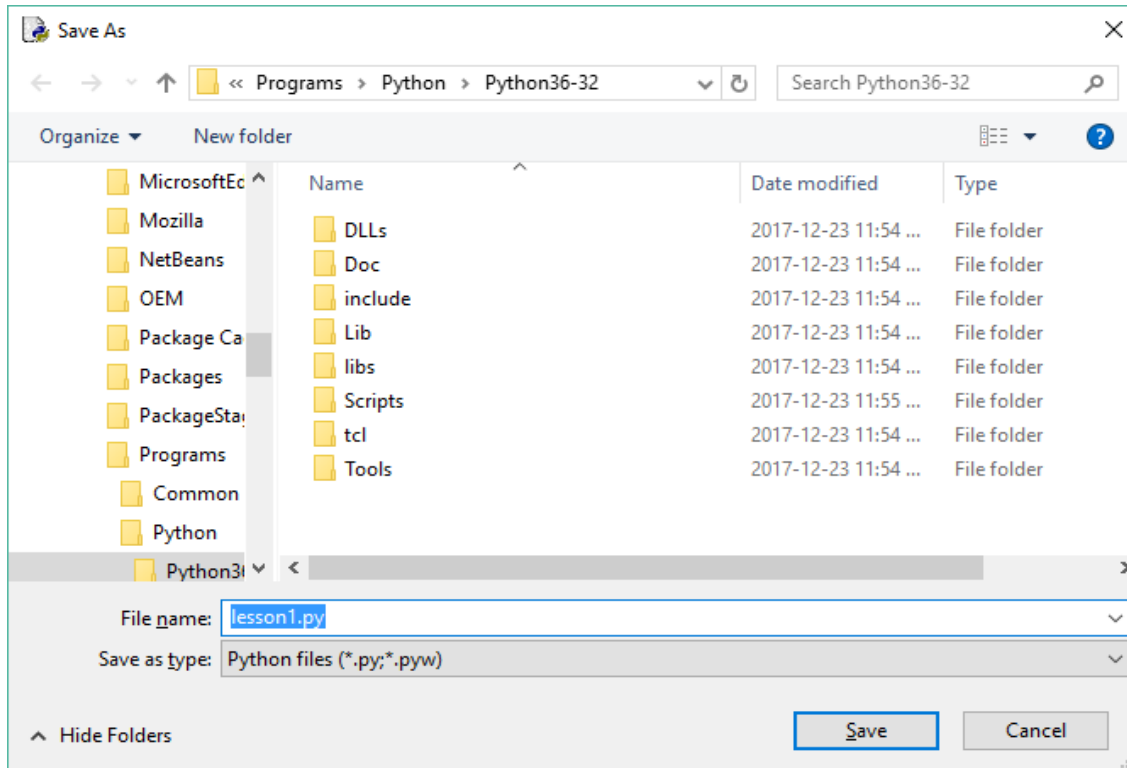 Save As
« Programs > Python > Python36-32
Search Python36-32
Organize
New folder
MicrosoftEd
Mozilla
NetBeans
OEM
Package Ca
Packages
PackageSta
Programs
Common
Python
Python3
Name Date modified Type
DLLs 2017-12-23 11:54 ... File folder
Doc 2017-12-23 11:54 ... File folder
include 2017-12-23 11:54 ... File folder
Lib 2017-12-23 11:54 ... File folder
libs 2017-12-23 11:54 ... File folder
Scripts 2017-12-23 11:55 ... File folder
tcl 2017-12-23 11:54 ... File folder
Tools 2017-12-23 11:54 ... File folder
File name: lesson1.py
Save as type: Python files (*.py;*.pyw)
Hide Folders
Save
Cancel